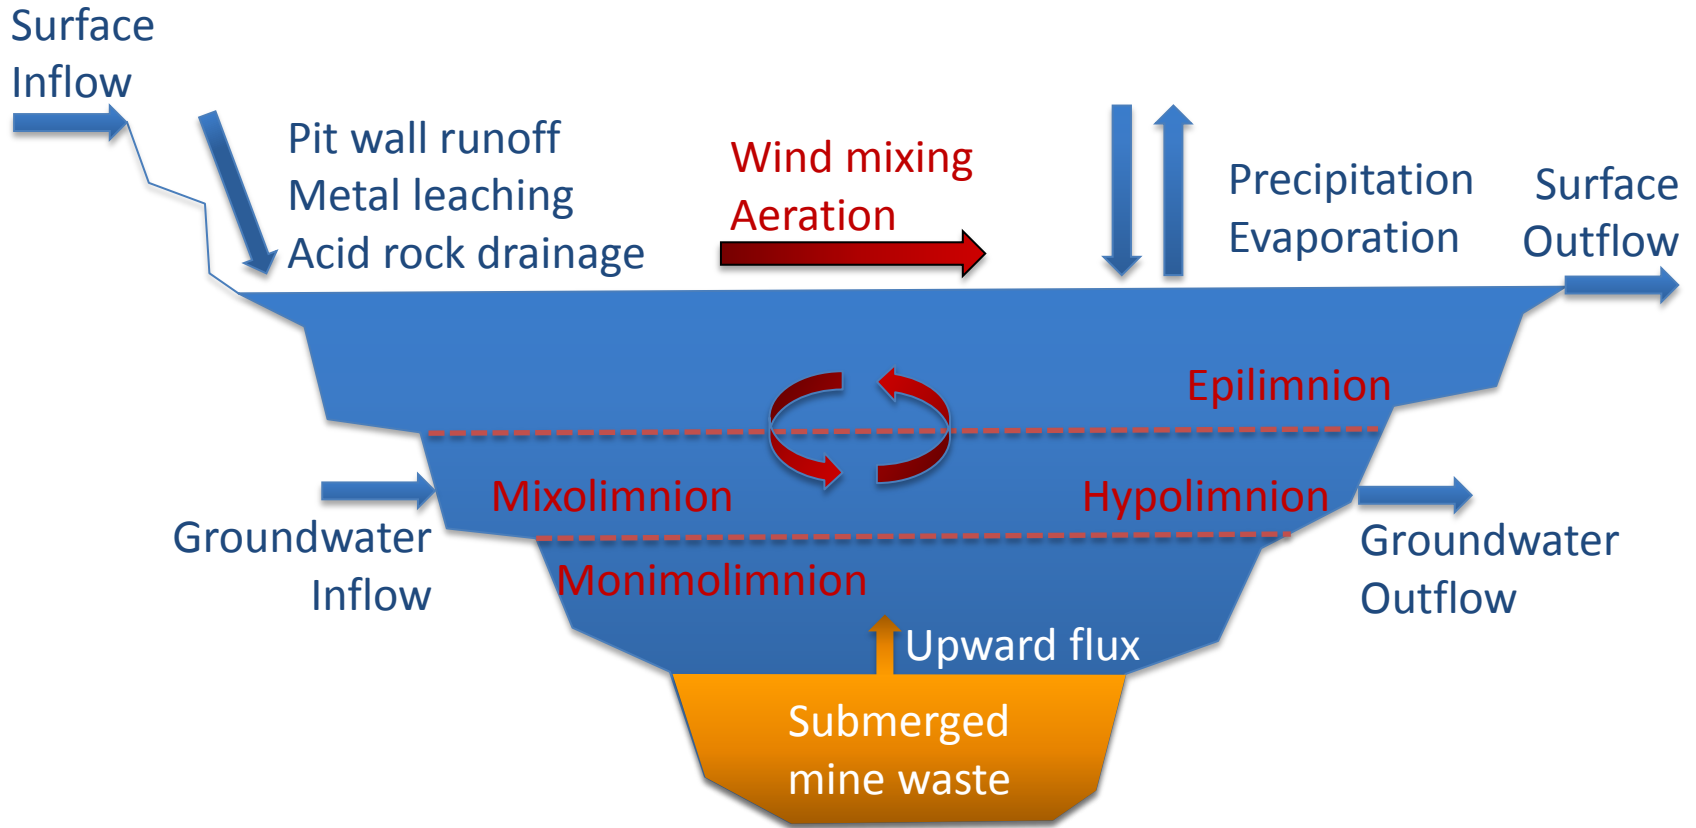 Surface
Inflow
Pit wall runoff
Metal leaching
Acid rock drainage
Wind mixing
Aeration
Precipitation
Evaporation
Surface
Outflow
Epilimnion
Mixolimnion
Hypolimnion
Groundwater
Inflow
Groundwater
Outflow
Monimolimnion
Upward flux
Submerged
mine waste